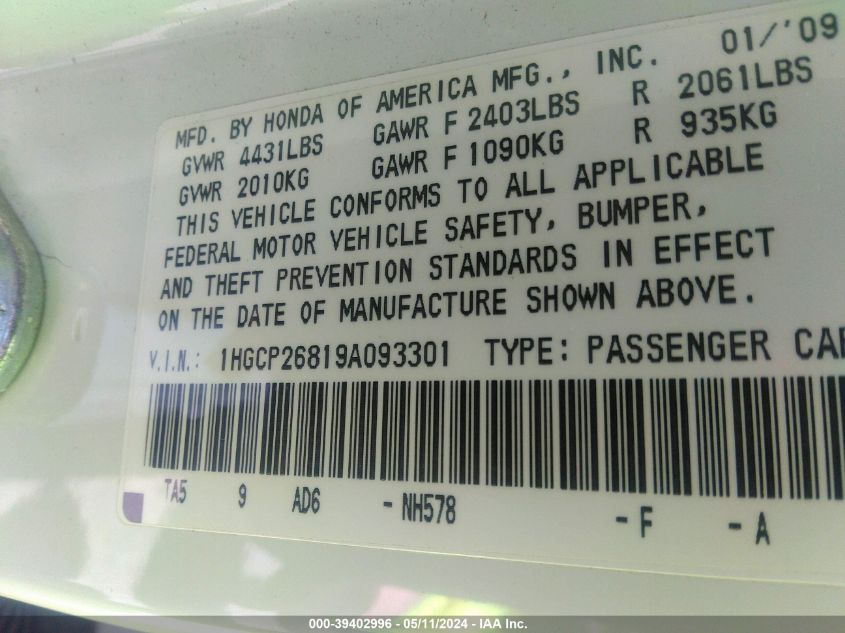 MFD. BY HONDA OF AMERICA MFG., INC. 01/'09
GVWR 4431LBS GAWR F 2403LBS R 2061LBS
GVWR 2010KG GAWR F 1090KG R 935KG
THIS VEHICLE CONFORMS TO ALL APPLICABLE
FEDERAL MOTOR VEHICLE SAFETY, BUMPER,
AND THEFT PREVENTION STANDARDS IN EFFECT
ON THE DATE OF MANUFACTURE SHOWN ABOVE.
V.I.N.: 1HGCP26819A093301 TYPE: PASSENGER CAR
TA5 9 AD6 -NH578 -F -A
000-39402996 - 05/11/2024 - IAA Inc.